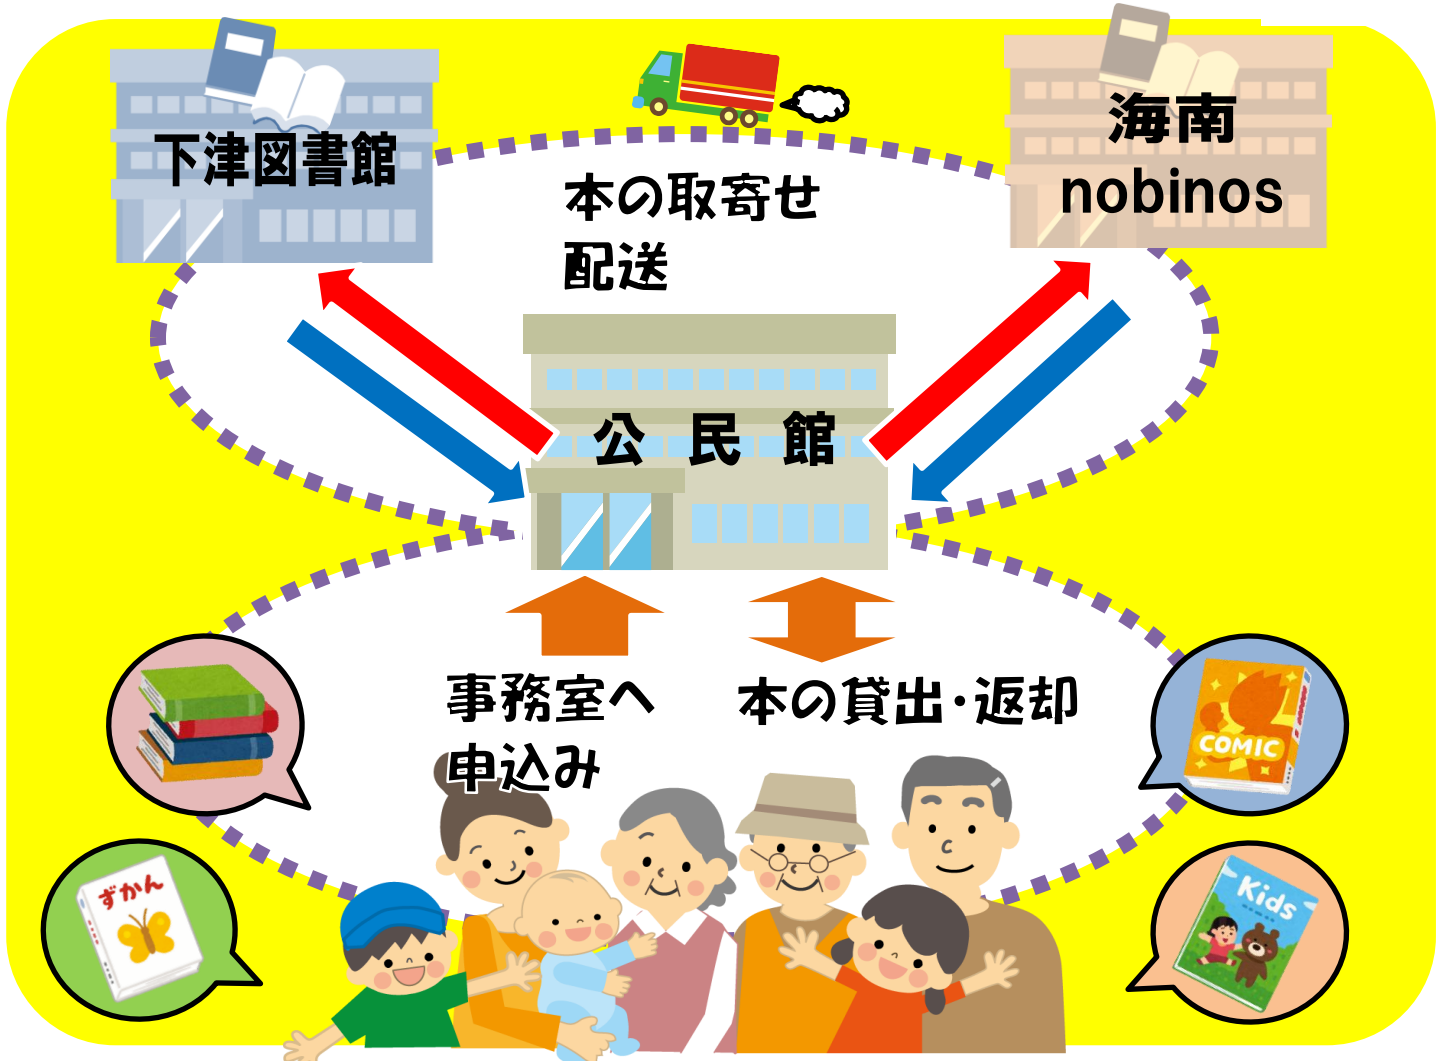 下津図書館
海南
nobinos
本の取寄せ
配送
公民館
事務室へ
申込み
本の貸出・返却
COMIC
ずかん
Kids